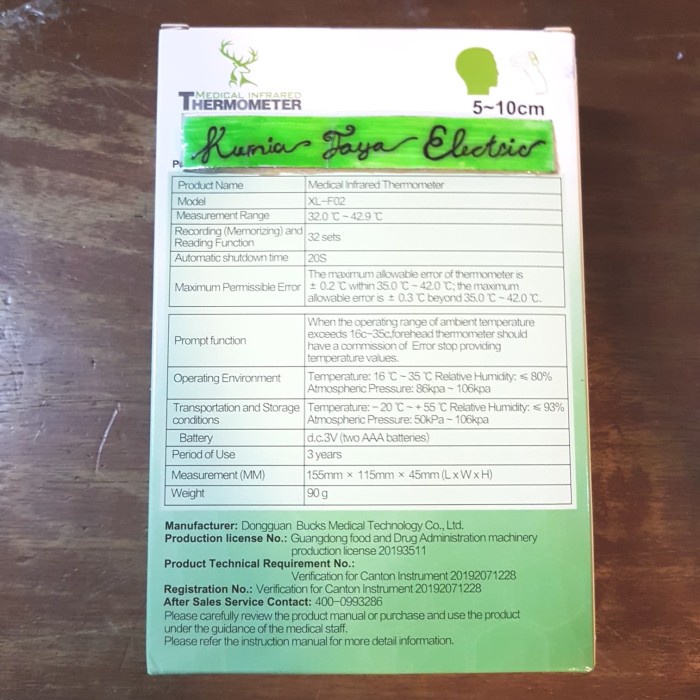 MEDICAL INFRARED
THERMOMETER
5~10cm
Kurnia Jaya Electric
Product Name Medical Infrared Thermometer
Model XL-F02
Measurement Range 32.0 ℃ ~ 42.9 ℃
Recording (Memorizing) and
Reading Function 32 sets
Automatic shutdown time 20S
Maximum Permissible Error The maximum allowable error of thermometer is
± 0.2 ℃ within 35.0 ℃ ~ 42.0 ℃; the maximum
allowable error is ± 0.3 ℃ beyond 35.0 ℃ ~ 42.0 ℃.
Prompt function When the operating range of ambient temperature
exceeds 16c-35c,forehead thermometer should
have a commission of Error stop providing
temperature values.
Operating Environment Temperature: 16 ℃ ~ 35 ℃ Relative Humidity: ≤ 80%
Atmospheric Pressure: 86kpa ~ 106kpa
Transportation and Storage
conditions Temperature: - 20 ℃ ~ + 55 ℃ Relative Humidity: ≤ 93%
Atmospheric Pressure: 50kPa ~ 106kpa
Battery d.c.3V (two AAA batteries)
Period of Use 3 years
Measurement (MM) 155mm × 115mm × 45mm (L x W x H)
Weight 90 g
Manufacturer: Dongguan Bucks Medical Technology Co., Ltd.
Production license No.: Guangdong food and Drug Administration machinery
production license 20193511
Product Technical Requirement No.:
Verification for Canton Instrument 20192071228
Registration No.: Verification for Canton Instrument 20192071228
After Sales Service Contact: 400-0993286
Please carefully review the product manual or purchase and use the product
under the guidance of the medical staff.
Please refer the instruction manual for more detail information.